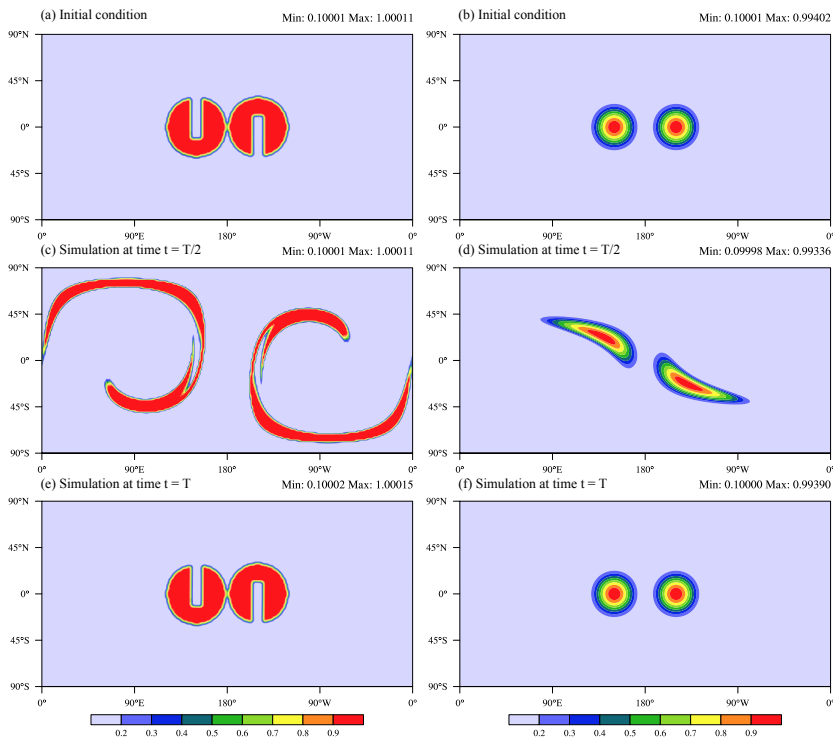 (a) Initial condition Min: 0.10001 Max: 1.00011
90°N
45°N
0°
45°S
90°S
0° 90°E 180° 90°W 0°
(b) Initial condition Min: 0.10001 Max: 0.99402
90°N
45°N
0°
45°S
90°S
0° 90°E 180° 90°W 0°
(c) Simulation at time t = T/2 Min: 0.10001 Max: 1.00011
90°N
45°N
0°
45°S
90°S
0° 90°E 180° 90°W 0°
(d) Simulation at time t = T/2 Min: 0.09998 Max: 0.99336
90°N
45°N
0°
45°S
90°S
0° 90°E 180° 90°W 0°
(e) Simulation at time t = T Min: 0.10002 Max: 1.00015
90°N
45°N
0°
45°S
90°S
0° 90°E 180° 90°W 0°
(f) Simulation at time t = T Min: 0.10000 Max: 0.99390
90°N
45°N
0°
45°S
90°S
0° 90°E 180° 90°W 0°
0.2 0.3 0.4 0.5 0.6 0.7 0.8 0.9
0.2 0.3 0.4 0.5 0.6 0.7 0.8 0.9